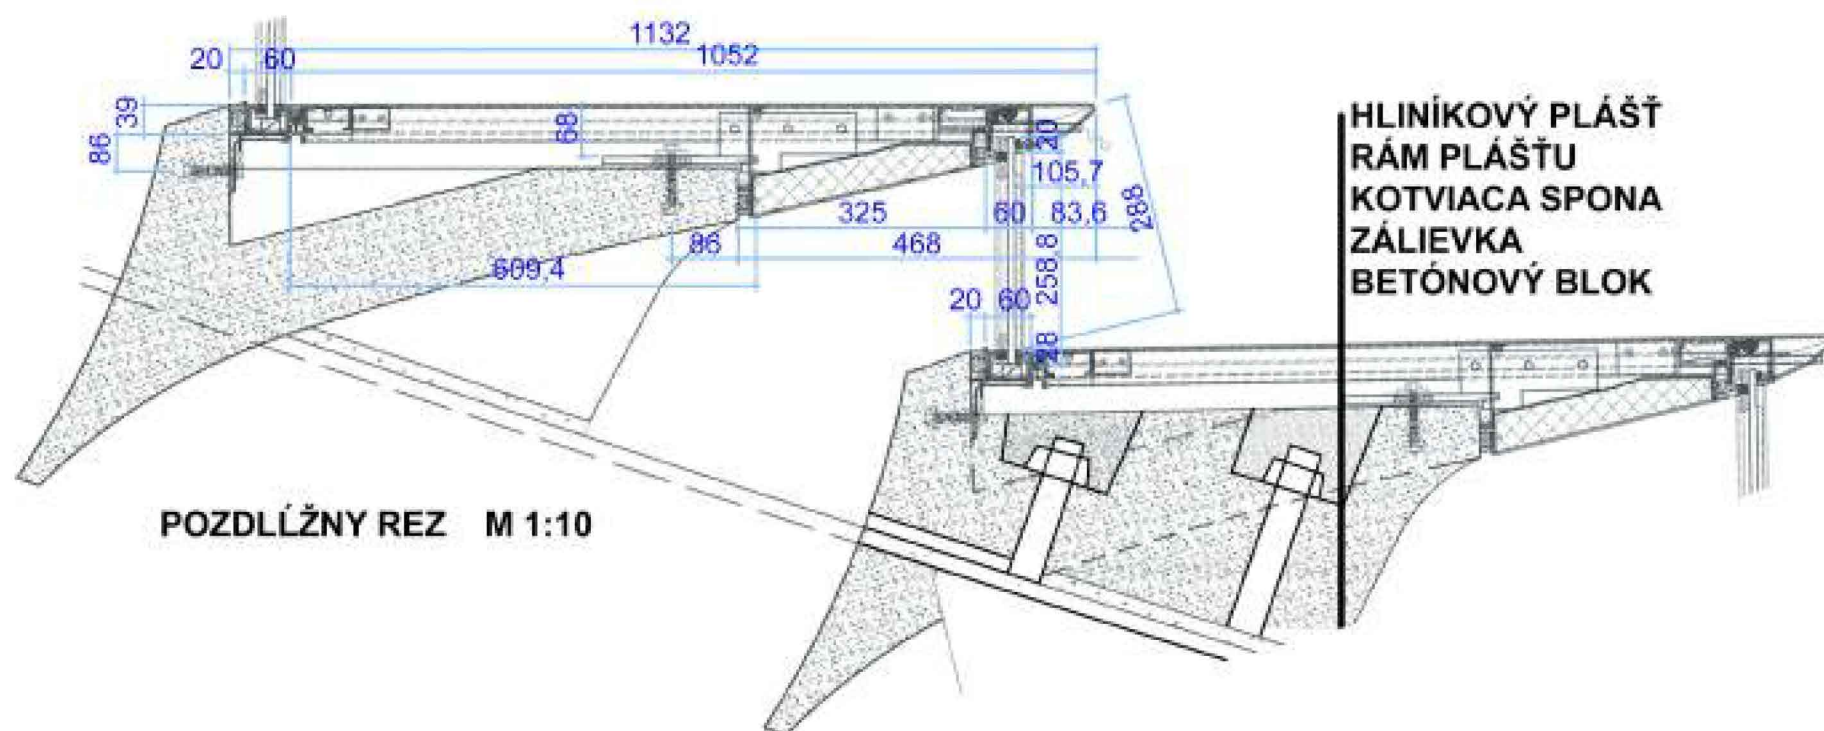 1132
1052
20 60
39
86
68
20
105,7
288
325 60 83,6
86 468
258,8
609,4
20 60
28
HLINÍKOVÝ PLÁŠŤ
RÁM PLÁŠŤU
KOTVIACA SPONA
ZÁLIEVKA
BETÓNOVÝ BLOK
POZDLĹŽNY REZ M 1:10